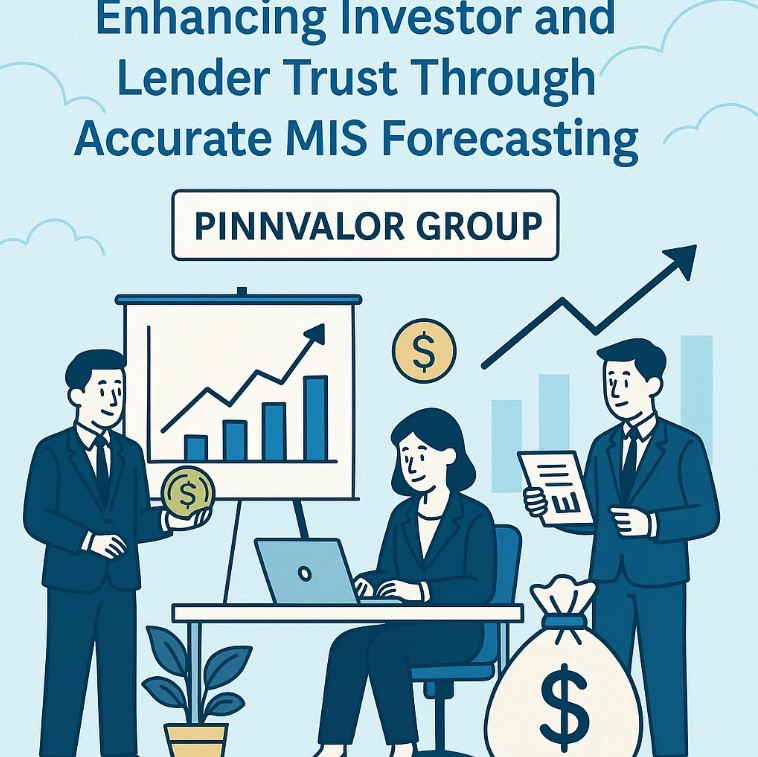 Enhancing Investor and
Lender Trust Through
Accurate MIS Forecasting
PINNVALOR GROUP
$
$
$